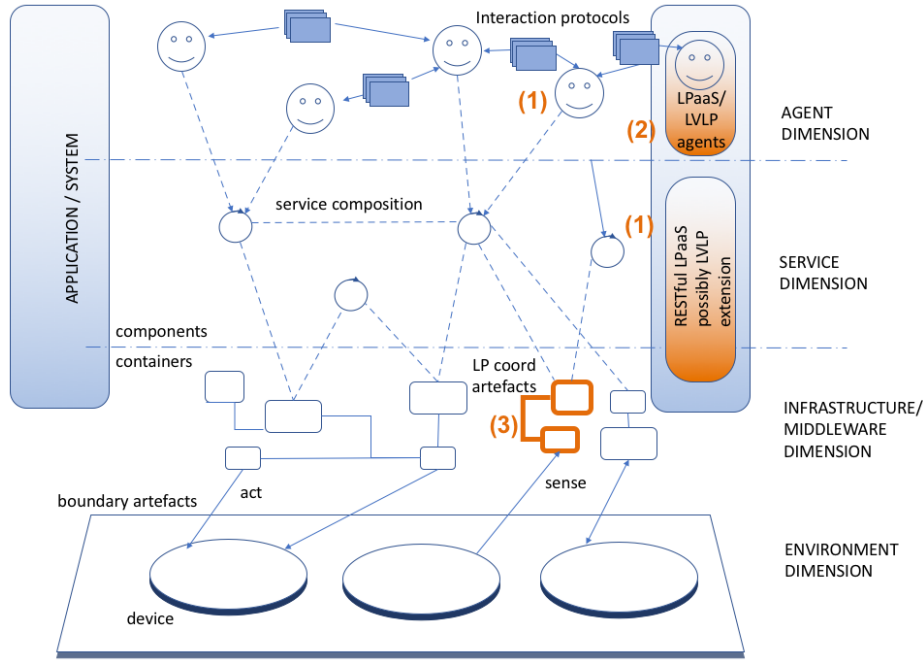 Interaction protocols
(1)
(2)
LPaaS/
LVLP
agents
AGENT
DIMENSION
APPLICATION / SYSTEM
service composition
(1)
RESTful LPaaS
possibly LVLP
extension
SERVICE
DIMENSION
components
containers
LP coord
artefacts
(3)
INFRASTRUCTURE/
MIDDLEWARE
DIMENSION
act
sense
boundary artefacts
ENVIRONMENT
DIMENSION
device